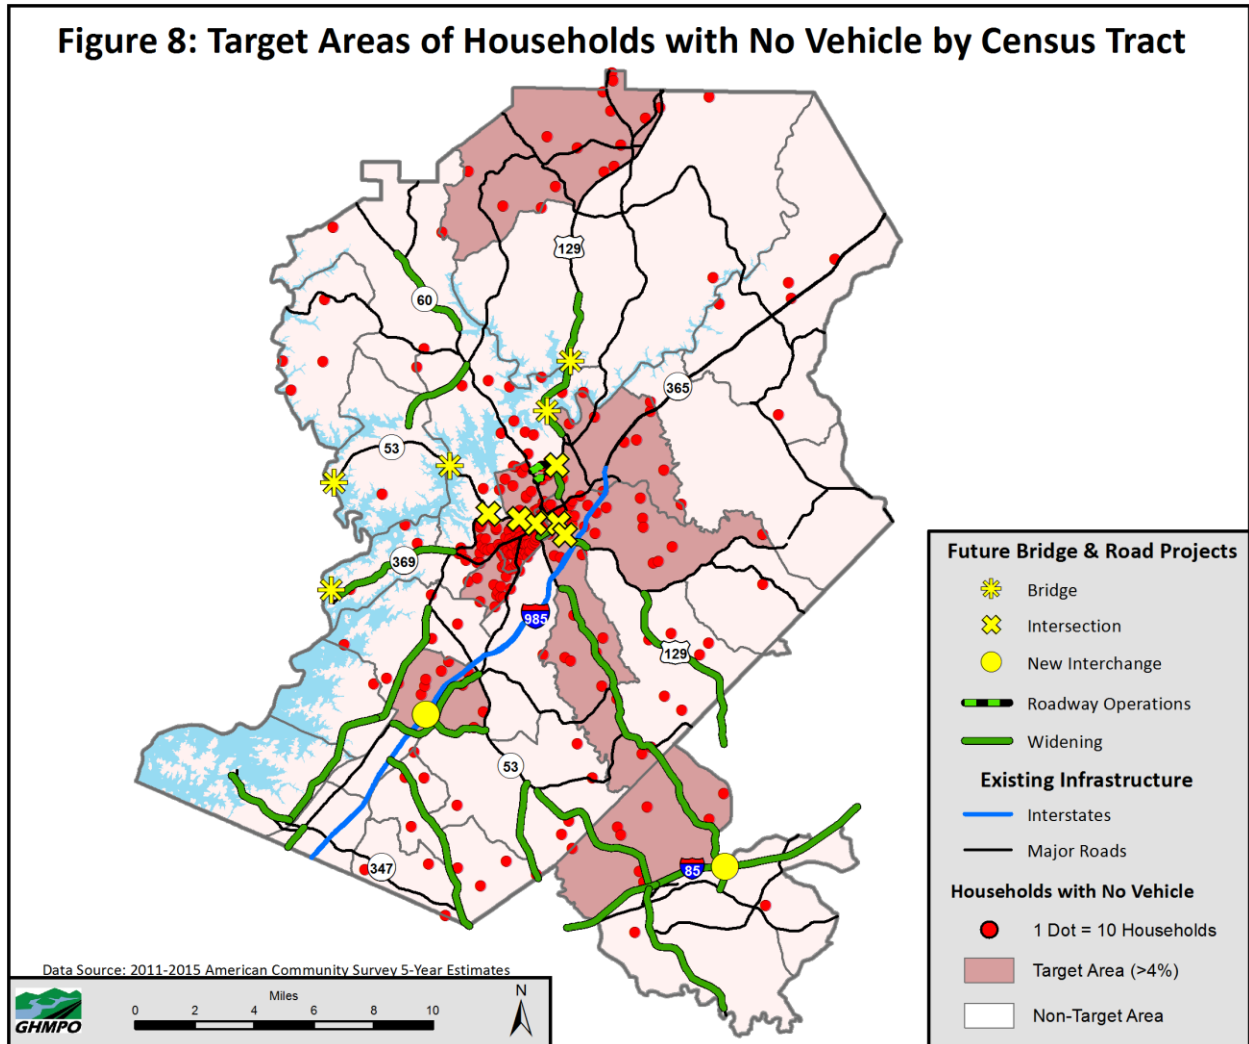 Figure 8: Target Areas of Households with No Vehicle by Census Tract
129
60
365
53
369
985
129
53
347
85
Future Bridge & Road Projects
Bridge
Intersection
New Interchange
Roadway Operations
Widening
Existing Infrastructure
Interstates
Major Roads
Households with No Vehicle
1 Dot = 10 Households
Target Area (>4%)
Non-Target Area
Data Source: 2011-2015 American Community Survey 5-Year Estimates
GHMPO
Miles
0 2 4 6 8 10
N